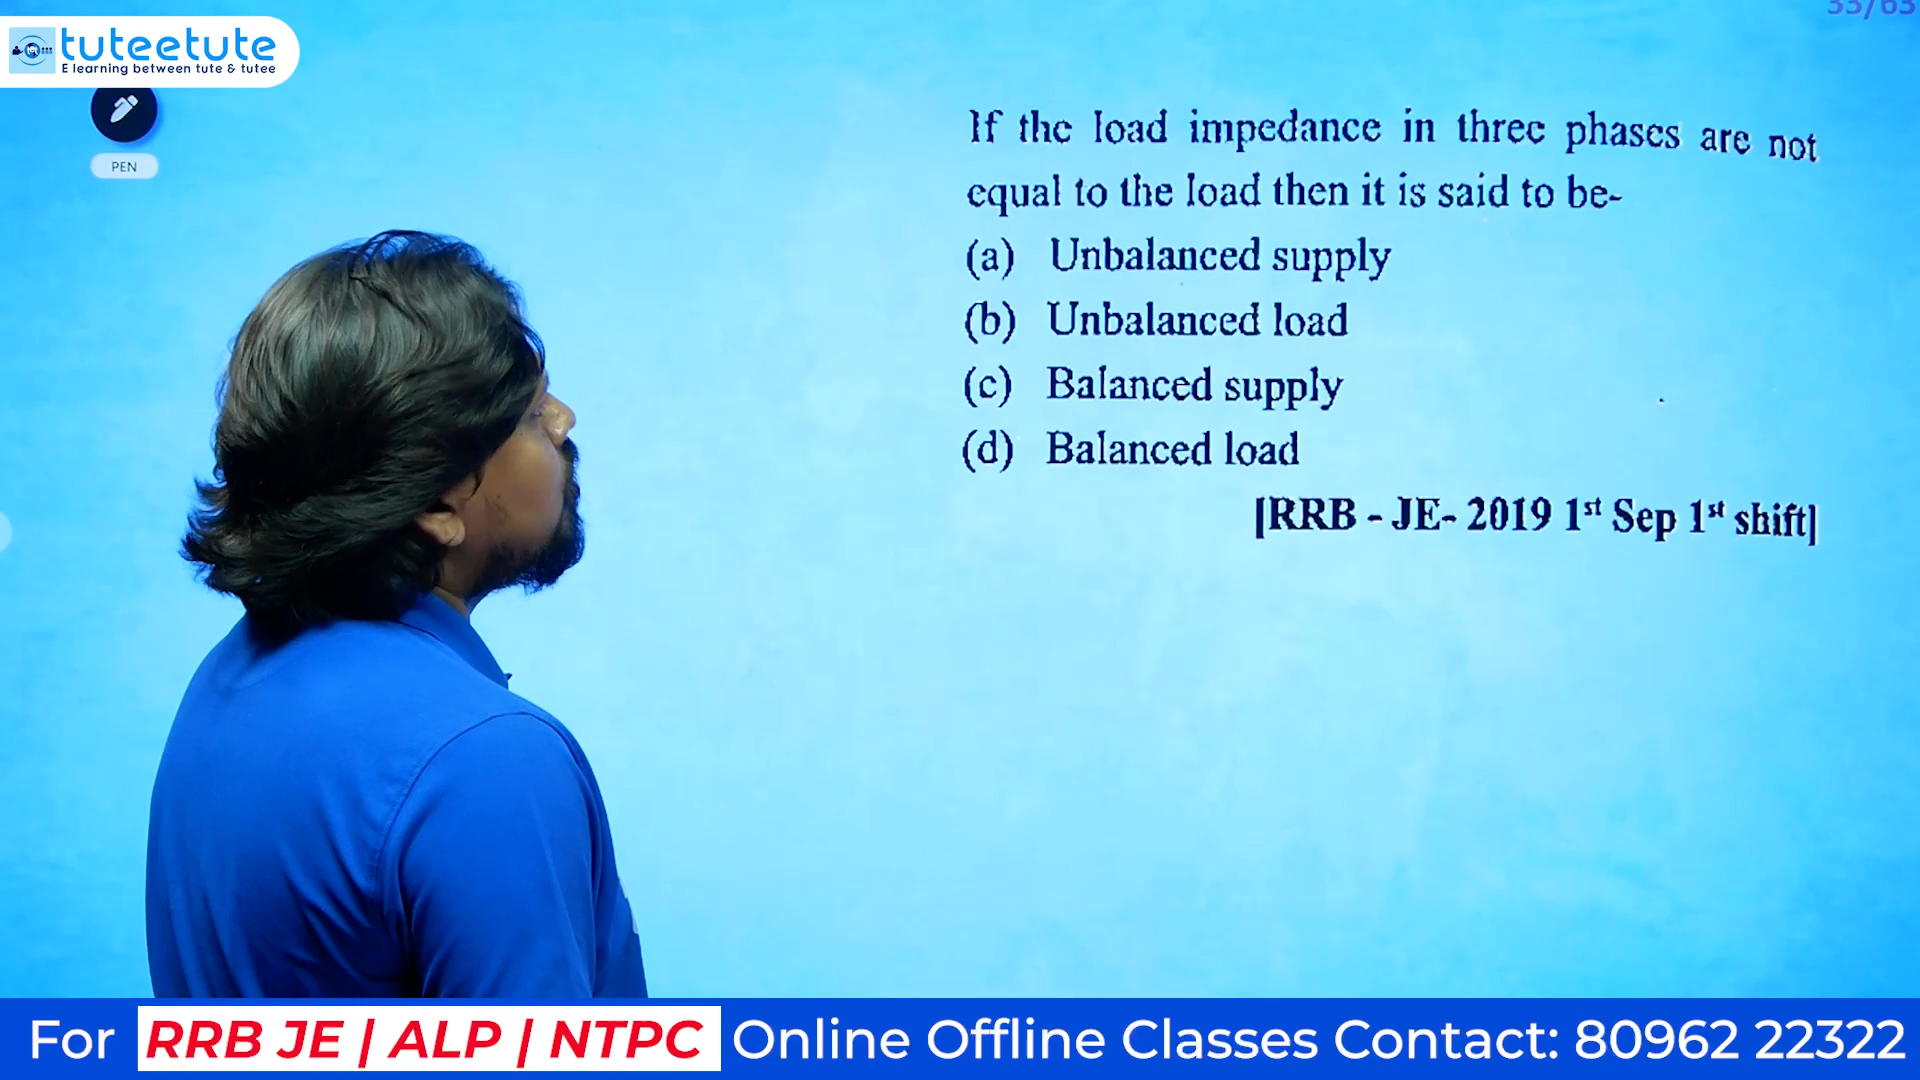 33/63
tuteetute
E learning between tute & tutee
PEN
If the load impedance in three phases are not
equal to the load then it is said to be-
(a) Unbalanced supply
(b) Unbalanced load
(c) Balanced supply
(d) Balanced load
[RRB - JE- 2019 1st Sep 1st shift]
For RRB JE | ALP | NTPC Online Offline Classes Contact: 80962 22322